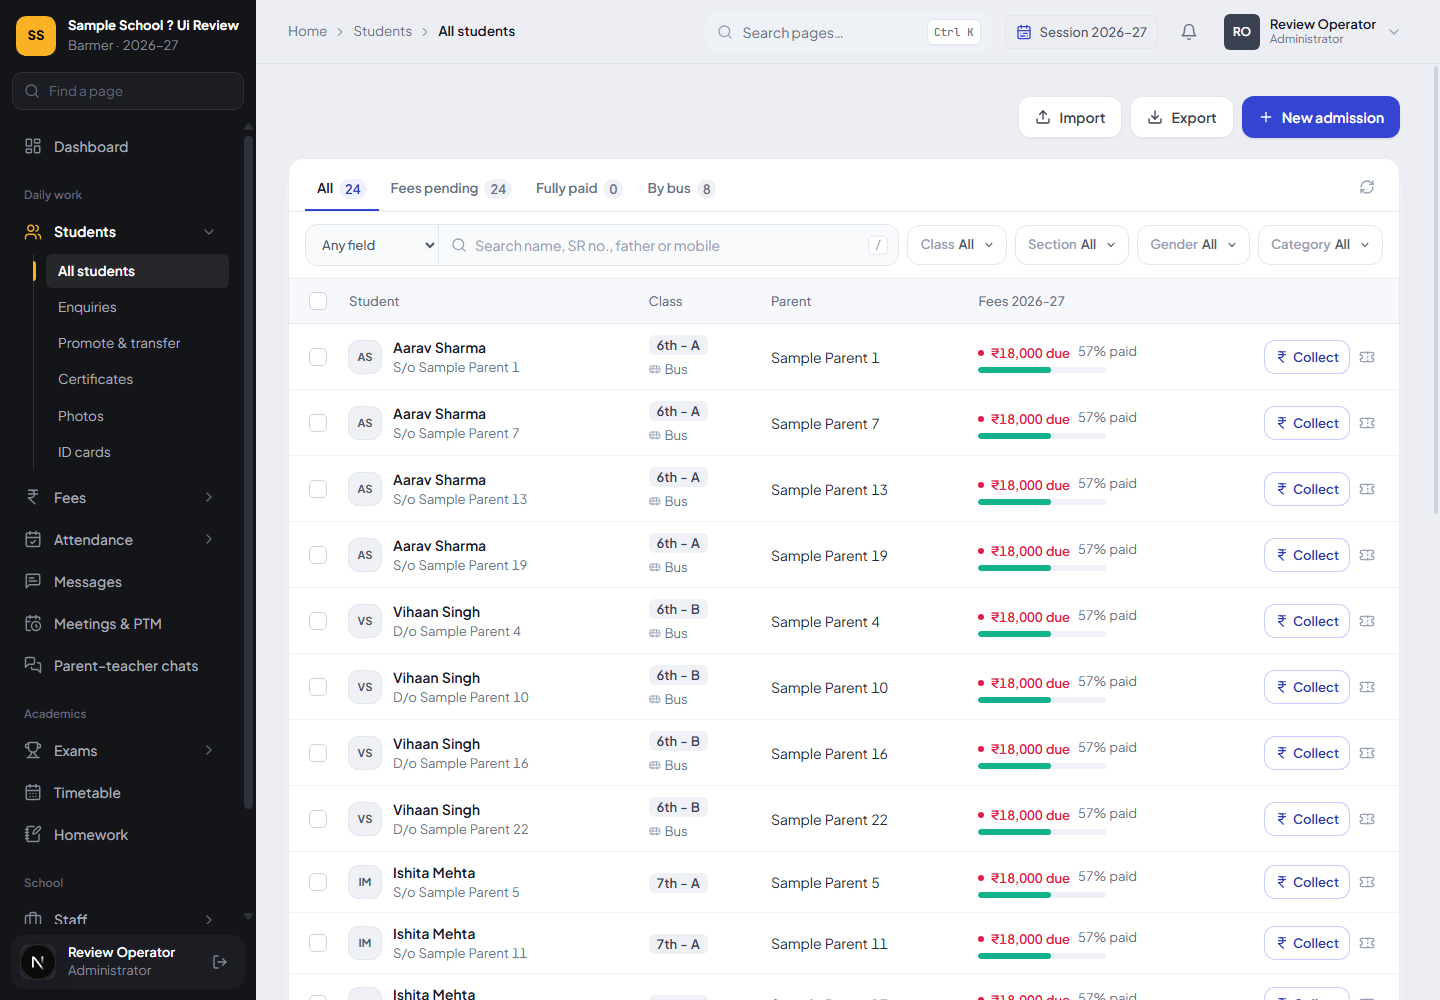 SS
Sample School ? Ui Review
Barmer · 2026-27
Find a page
Dashboard
Daily work
Students
All students
Enquiries
Promote & transfer
Certificates
Photos
ID cards
Fees
Attendance
Messages
Meetings & PTM
Parent-teacher chats
Academics
Exams
Timetable
Homework
School
Staff
N
Review Operator
Administrator
Home > Students > All students
Search pages... Ctrl K
Session 2026-27
RO
Review Operator
Administrator
Import
Export
+ New admission
All 24 Fees pending 24 Fully paid 0 By bus 8
Any field
Search name, SR no., father or mobile /
Class All
Section All
Gender All
Category All
Student Class Parent Fees 2026-27
AS Aarav Sharma 6th - A Sample Parent 1 ₹18,000 due 57% paid ₹ Collect
S/o Sample Parent 1 Bus
AS Aarav Sharma 6th - A Sample Parent 7 ₹18,000 due 57% paid ₹ Collect
S/o Sample Parent 7 Bus
AS Aarav Sharma 6th - A Sample Parent 13 ₹18,000 due 57% paid ₹ Collect
S/o Sample Parent 13 Bus
AS Aarav Sharma 6th - A Sample Parent 19 ₹18,000 due 57% paid ₹ Collect
S/o Sample Parent 19 Bus
VS Vihaan Singh 6th - B Sample Parent 4 ₹18,000 due 57% paid ₹ Collect
D/o Sample Parent 4 Bus
VS Vihaan Singh 6th - B Sample Parent 10 ₹18,000 due 57% paid ₹ Collect
D/o Sample Parent 10 Bus
VS Vihaan Singh 6th - B Sample Parent 16 ₹18,000 due 57% paid ₹ Collect
D/o Sample Parent 16 Bus
VS Vihaan Singh 6th - B Sample Parent 22 ₹18,000 due 57% paid ₹ Collect
D/o Sample Parent 22 Bus
IM Ishita Mehta 7th - A Sample Parent 5 ₹18,000 due 57% paid ₹ Collect
S/o Sample Parent 5
IM Ishita Mehta 7th - A Sample Parent 11 ₹18,000 due 57% paid ₹ Collect
S/o Sample Parent 11
Ishita Mehta ₹18,000 due 57% paid Collect